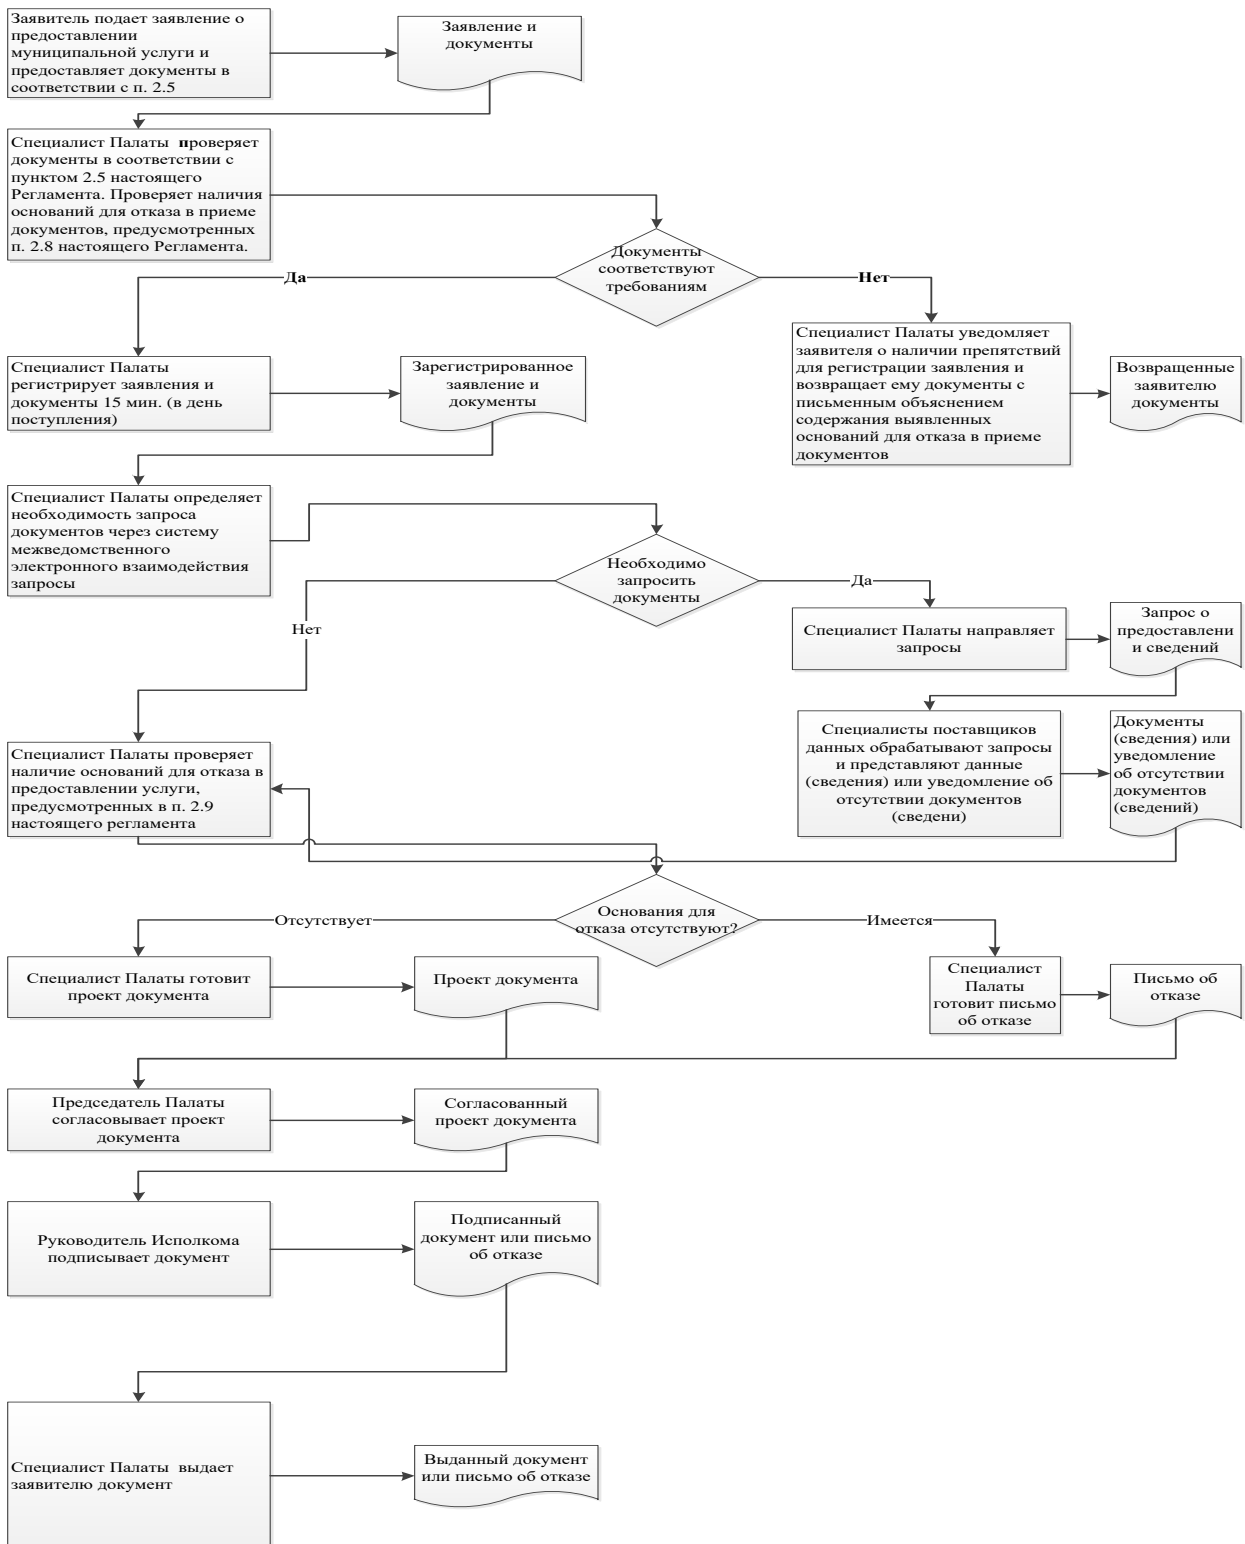 Заявитель подает заявление о
предоставлении
муниципальной услуги и
предоставляет документы в
соответствии с п. 2.5
Заявление и
документы
Специалист Палаты проверяет
документы в соответствии с
пунктом 2.5 настоящего
Регламента. Проверяет наличия
оснований для отказа в приеме
документов, предусмотренных
п. 2.8 настоящего Регламента.
Документы
соответствуют
требованиям
Да
Нет
Специалист Палаты
регистрирует заявления и
документы 15 мин. (в день
поступления)
Зарегистрированное
заявление и
документы
Специалист Палаты уведомляет
заявителя о наличии препятствий
для регистрации заявления и
возвращает ему документы с
письменным объяснением
содержания выявленных
оснований для отказа в приеме
документов
Возвращенные
заявителю
документы
Специалист Палаты определяет
необходимость запроса
документов через систему
межведомственного
электронного взаимодействия
запросы
Необходимо
запросить
документы
Да
Нет
Специалист Палаты направляет
запросы
Запрос о
предоставлени
и сведений
Специалисты поставщиков
данных обрабатывают запросы
и представляют данные
(сведения) или уведомление об
отсутствии документов
(сведени)
Документы
(сведения) или
уведомление
об отсутствии
документов
(сведений)
Специалист Палаты проверяет
наличие оснований для отказа в
предоставлении услуги,
предусмотренных в п. 2.9
настоящего регламента
Основания для
отказа отсутствуют?
Отсутствует
Имеется
Специалист Палаты готовит
проект документа
Проект документа
Специалист
Палаты
готовит письмо
об отказе
Письмо об
отказе
Председатель Палаты
согласовывает проект
документа
Согласованный
проект документа
Руководитель Исполкома
подписывает документ
Подписанный
документ или письмо
об отказе
Специалист Палаты выдает
заявителю документ
Выданный документ
или письмо об отказе